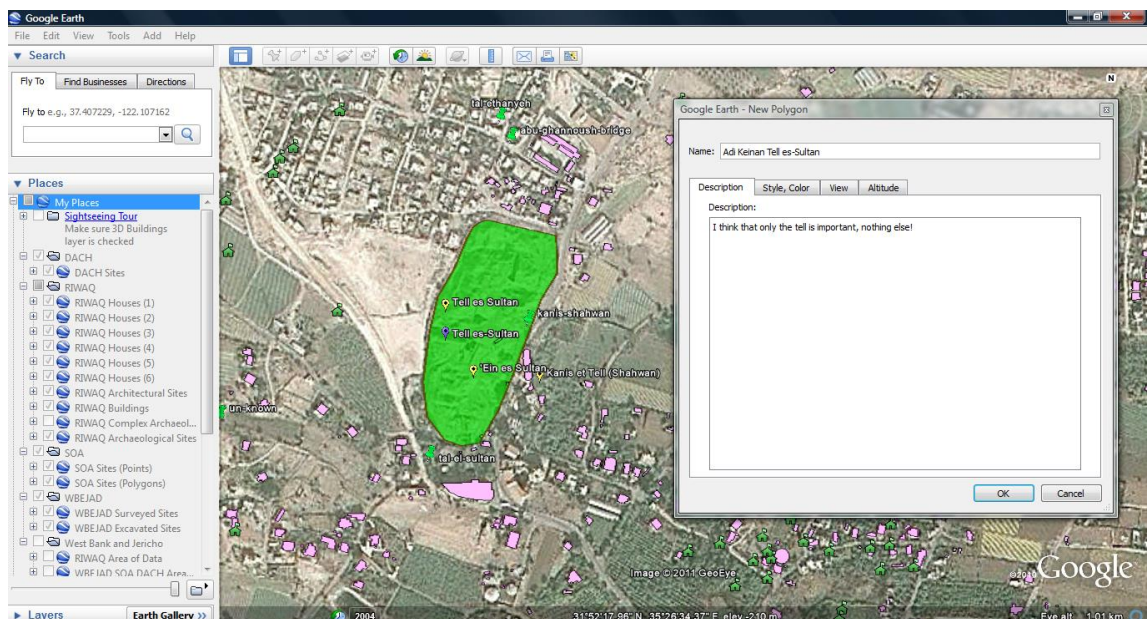 Google Earth
File Edit View Tools Add Help
Search
Fly To Find Businesses Directions
Fly to e.g., 37.407229, -122.107162
Places
My Places
Sightseeing Tour
Make sure 3D Buildings
layer is checked
DACH
DACH Sites
RIWAQ
RIWAQ Houses (1)
RIWAQ Houses (2)
RIWAQ Houses (3)
RIWAQ Houses (4)
RIWAQ Houses (5)
RIWAQ Houses (6)
RIWAQ Architectural Sites
RIWAQ Buildings
RIWAQ Complex Archaeol...
RIWAQ Archaeological Sites
SOA
SOA Sites (Points)
SOA Sites (Polygons)
WBEJAD
WBEJAD Surveyed Sites
WBEJAD Excavated Sites
West Bank and Jericho
RIWAQ Area of Data
WBEJAD SOA DACH Area...
Layers
Earth Gallery >>
tal-ethanyeh
abu-ghannoush-bridge
Tell es Sultan
kanis-shahwan
Tell es-Sultan
'Ein es Sultan
Kanis et Tell (Shahwan)
un-known
tal-el-sultan
N
Google Earth - New Polygon
Name: Adi Keinan Tell es-Sultan
Description Style, Color View Altitude
Description:
I think that only the tell is important, nothing else!
OK Cancel
Image © 2011 GeoEye
Google
2004
31°52'17.96" N 35°26'34.37" E elev -210 m
Eye alt 1.01 km